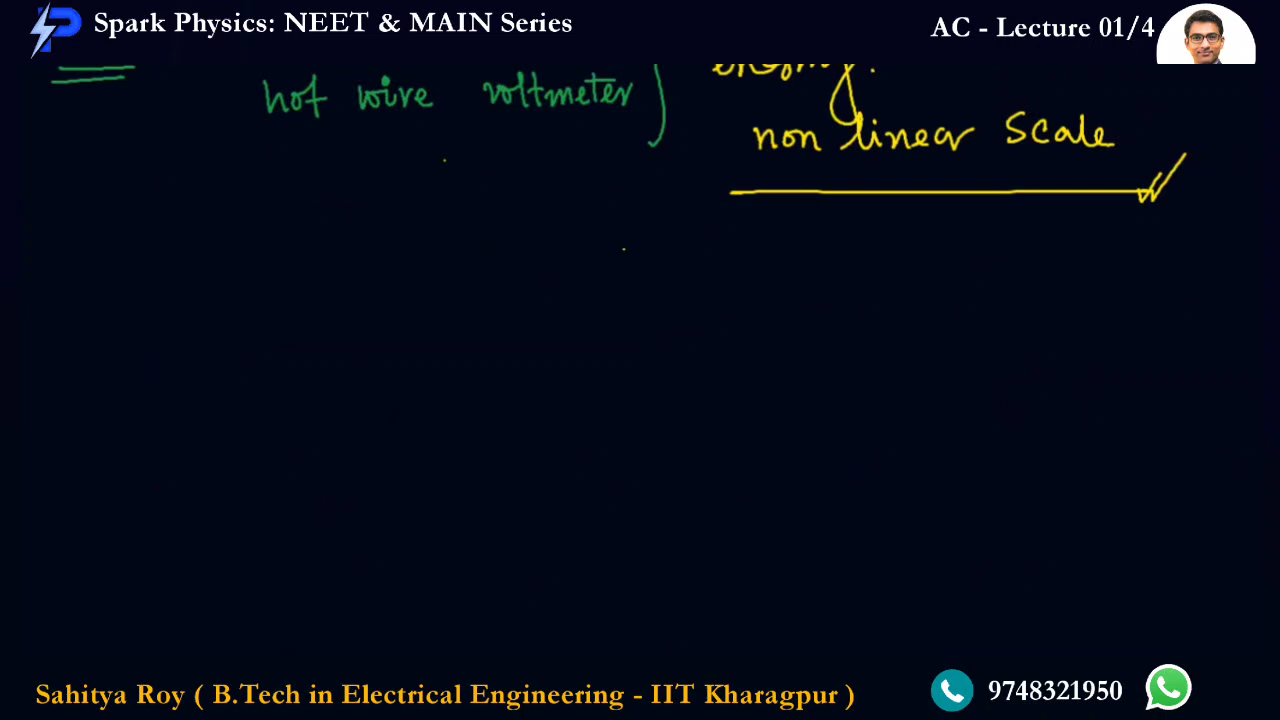 Spark Physics: NEET & MAIN Series
AC - Lecture 01/4
hot wire voltmeter )
non linear Scale
Sahitya Roy ( B.Tech in Electrical Engineering - IIT Kharagpur )
9748321950